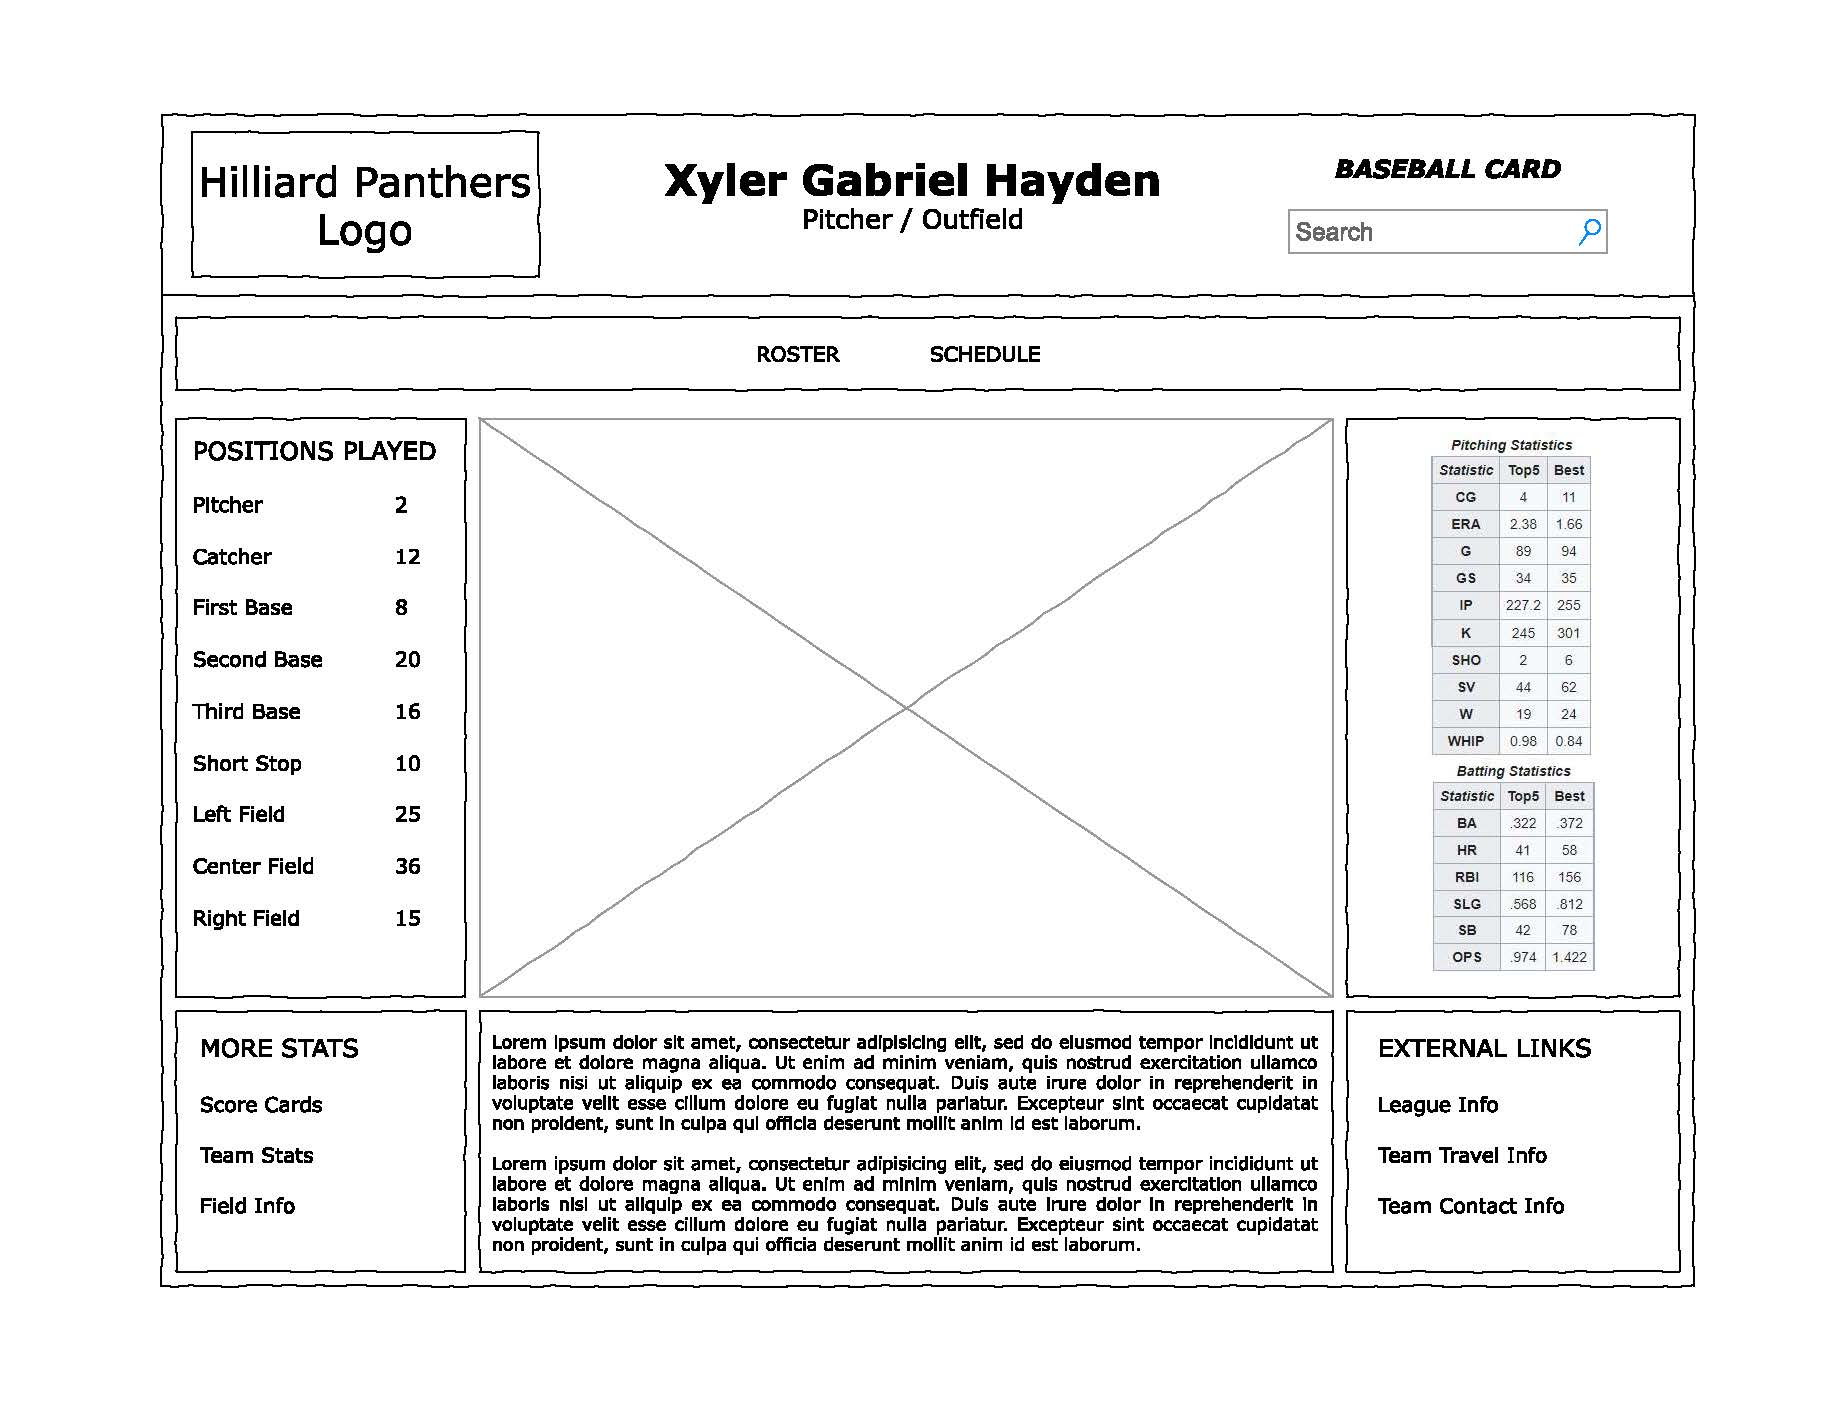 Hilliard Panthers
Logo
Xyler Gabriel Hayden
Pitcher / Outfield
BASEBALL CARD
Search
ROSTER SCHEDULE
POSITIONS PLAYED
Pitcher 2
Catcher 12
First Base 8
Second Base 20
Third Base 16
Short Stop 10
Left Field 25
Center Field 36
Right Field 15
Pitching Statistics
Statistic Top5 Best
CG 4 11
ERA 2.38 1.66
G 89 94
GS 34 35
IP 227.2 255
K 245 301
SHO 2 6
SV 44 62
W 19 24
WHIP 0.98 0.84
Batting Statistics
Statistic Top5 Best
BA .322 .372
HR 41 58
RBI 116 156
SLG .568 .812
SB 42 78
OPS .974 1.422
MORE STATS
Score Cards
Team Stats
Field Info
Lorem ipsum dolor sit amet, consectetur adipisicing elit, sed do eiusmod tempor incididunt ut
labore et dolore magna aliqua. Ut enim ad minim veniam, quis nostrud exercitation ullamco
laboris nisi ut aliquip ex ea commodo consequat. Duis aute irure dolor in reprehenderit in
voluptate velit esse cillum dolore eu fugiat nulla pariatur. Excepteur sint occaecat cupidatat
non proident, sunt in culpa qui officia deserunt mollit anim id est laborum.
Lorem ipsum dolor sit amet, consectetur adipisicing elit, sed do eiusmod tempor incididunt ut
labore et dolore magna aliqua. Ut enim ad minim veniam, quis nostrud exercitation ullamco
laboris nisi ut aliquip ex ea commodo consequat. Duis aute irure dolor in reprehenderit in
voluptate velit esse cillum dolore eu fugiat nulla pariatur. Excepteur sint occaecat cupidatat
non proident, sunt in culpa qui officia deserunt mollit anim id est laborum.
EXTERNAL LINKS
League Info
Team Travel Info
Team Contact Info